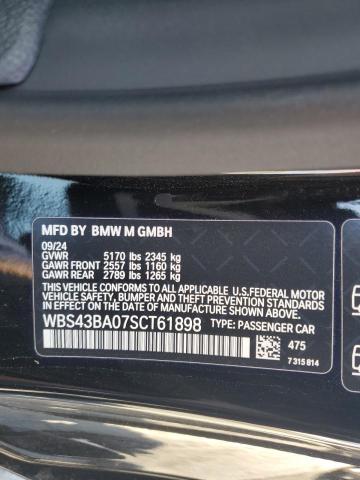 MFD BY BMW M GMBH
09/24
GVWR 5170 lbs 2345 kg
GAWR FRONT 2557 lbs 1160 kg
GAWR REAR 2789 lbs 1265 kg
THIS VEHICLE CONFORMS TO ALL APPLICABLE
U.S.FEDERAL MOTOR
VEHICLE SAFETY, BUMPER, AND THEFT PREVENTION
STANDARDS IN EFFECT ON THE DATE OF
MANUFACTURE SHOWN ABOVE.
WBS43BA07SCT61898 TYPE: PASSENGER CAR
475
7 315 814